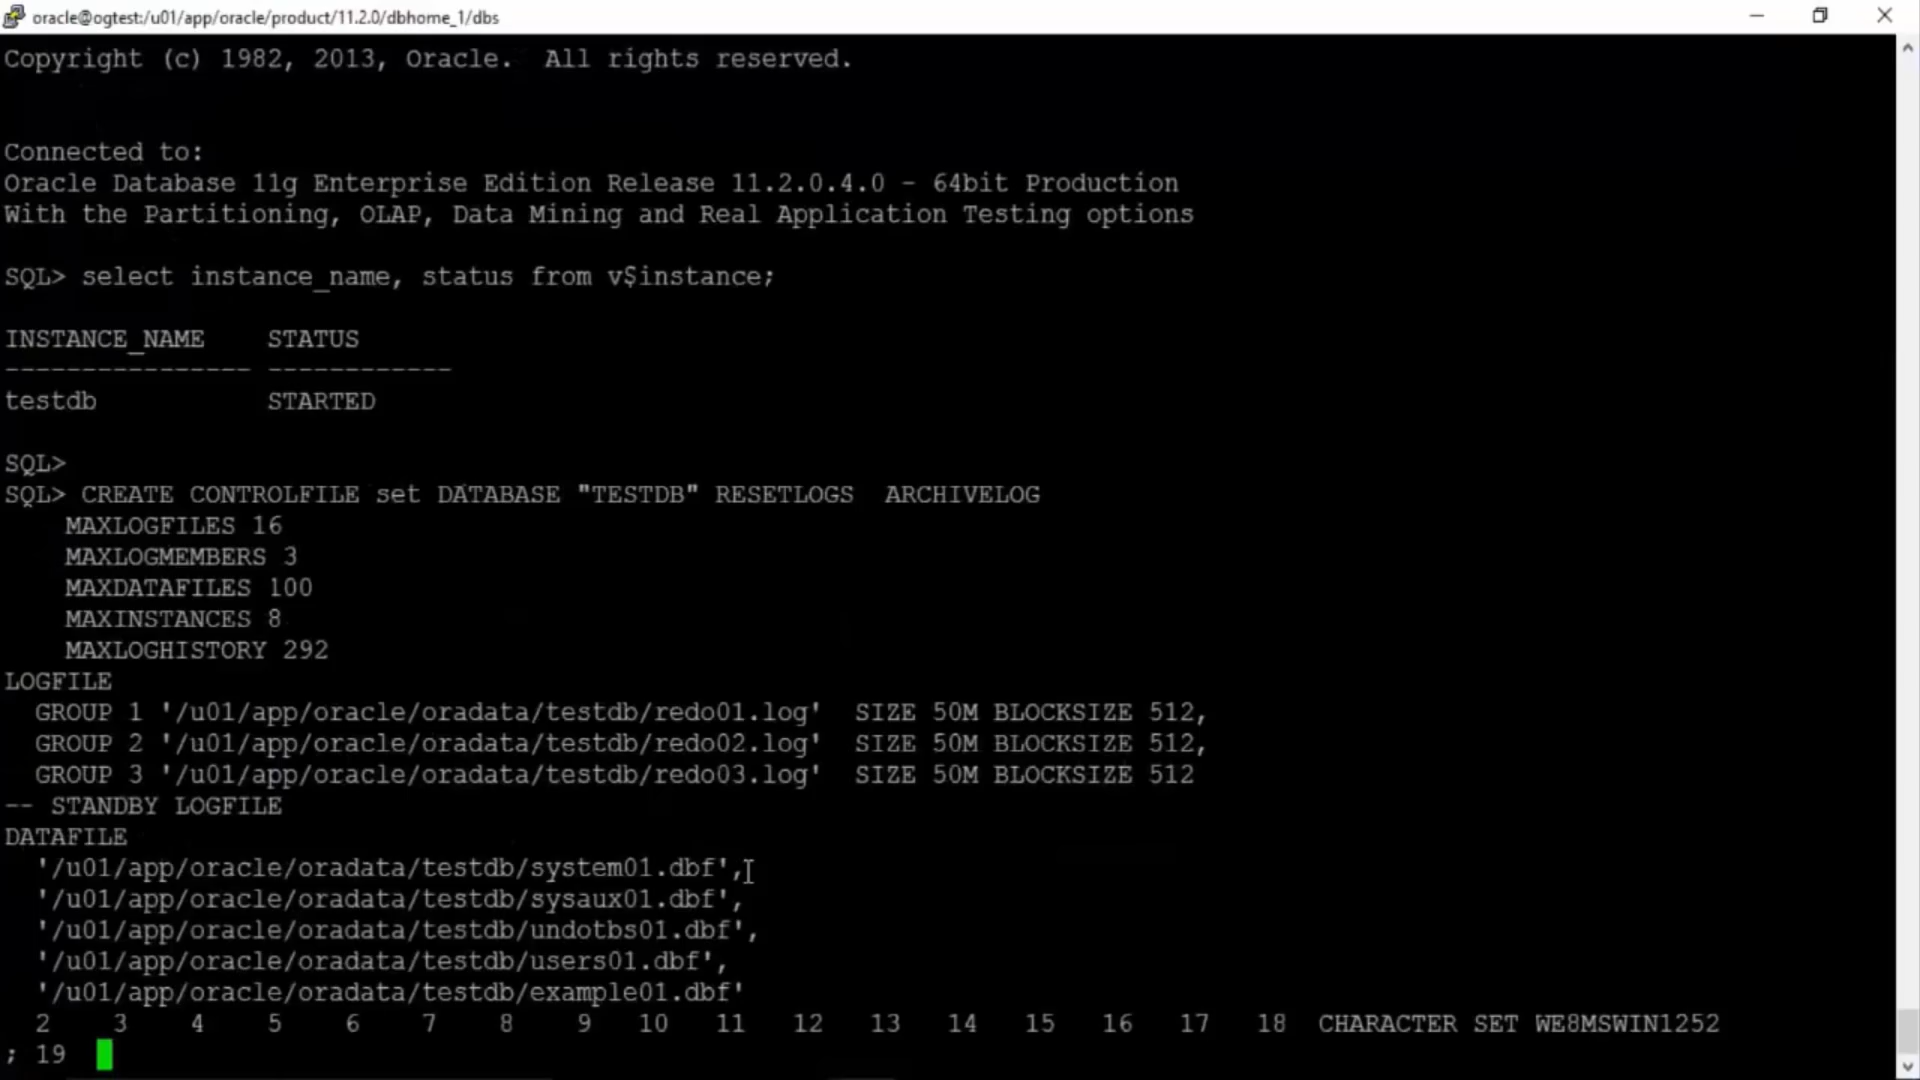 oracle@ogtest:/u01/app/oracle/product/11.2.0/dbhome_1/dbs
Copyright (c) 1982, 2013, Oracle.  All rights reserved.
Connected to:
Oracle Database 11g Enterprise Edition Release 11.2.0.4.0 - 64bit Production
With the Partitioning, OLAP, Data Mining and Real Application Testing options
SQL> select instance_name, status from v$instance;
INSTANCE_NAME    STATUS
---------------- ------------
testdb           STARTED
SQL>
SQL> CREATE CONTROLFILE set DATABASE "TESTDB" RESETLOGS  ARCHIVELOG
    MAXLOGFILES 16
    MAXLOGMEMBERS 3
    MAXDATAFILES 100
    MAXINSTANCES 8
    MAXLOGHISTORY 292
LOGFILE
  GROUP 1 '/u01/app/oracle/oradata/testdb/redo01.log'  SIZE 50M BLOCKSIZE 512,
  GROUP 2 '/u01/app/oracle/oradata/testdb/redo02.log'  SIZE 50M BLOCKSIZE 512,
  GROUP 3 '/u01/app/oracle/oradata/testdb/redo03.log'  SIZE 50M BLOCKSIZE 512
-- STANDBY LOGFILE
DATAFILE
  '/u01/app/oracle/oradata/testdb/system01.dbf',
  '/u01/app/oracle/oradata/testdb/sysaux01.dbf',
  '/u01/app/oracle/oradata/testdb/undotbs01.dbf',
  '/u01/app/oracle/oradata/testdb/users01.dbf',
  '/u01/app/oracle/oradata/testdb/example01.dbf'
  2    3    4    5    6    7    8    9   10   11   12   13   14   15   16   17   18  CHARACTER SET WE8MSWIN1252
; 19